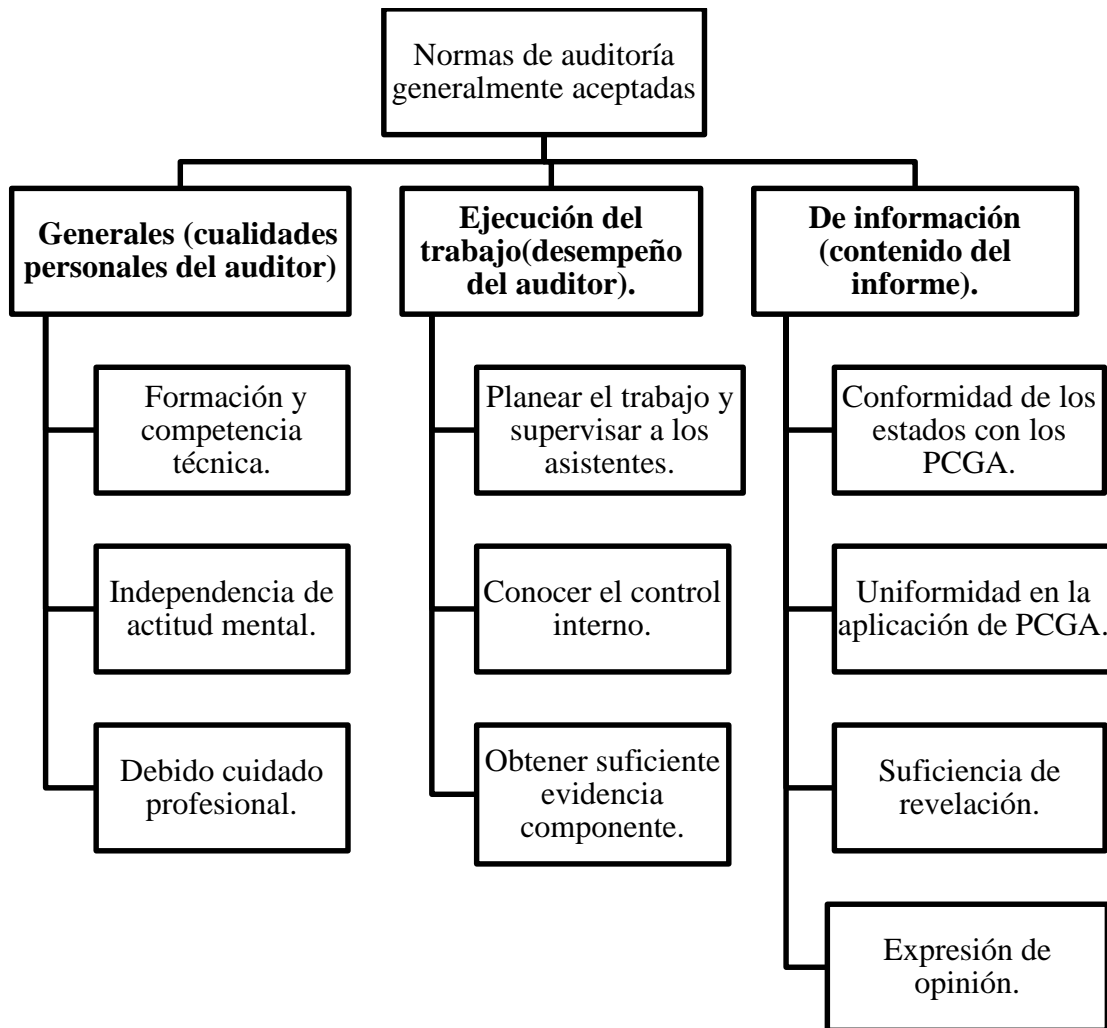 Normas de auditoría
generalmente aceptadas
Generales (cualidades
personales del auditor)
Formación y
competencia
técnica.
Independencia de
actitud mental.
Debido cuidado
profesional.
Ejecución del
trabajo(desempeño
del auditor).
Planear el trabajo y
supervisar a los
asistentes.
Conocer el control
interno.
Obtener suficiente
evidencia
componente.
De información
(contenido del
informe).
Conformidad de los
estados con los
PCGA.
Uniformidad en la
aplicación de PCGA.
Suficiencia de
revelación.
Expresión de
opinión.